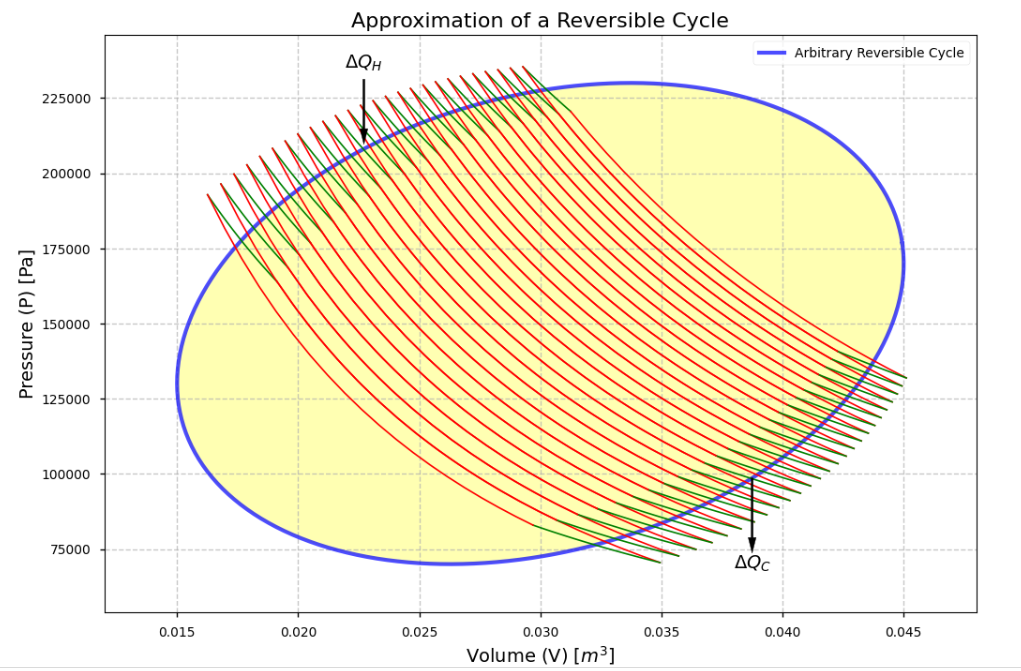 Approximation of a Reversible Cycle
ΔQ_H
Arbitrary Reversible Cycle
225000
200000
175000
150000
125000
100000
75000
Pressure (P) [Pa]
ΔQ_C
0.015 0.020 0.025 0.030 0.035 0.040 0.045
Volume (V) [m³]